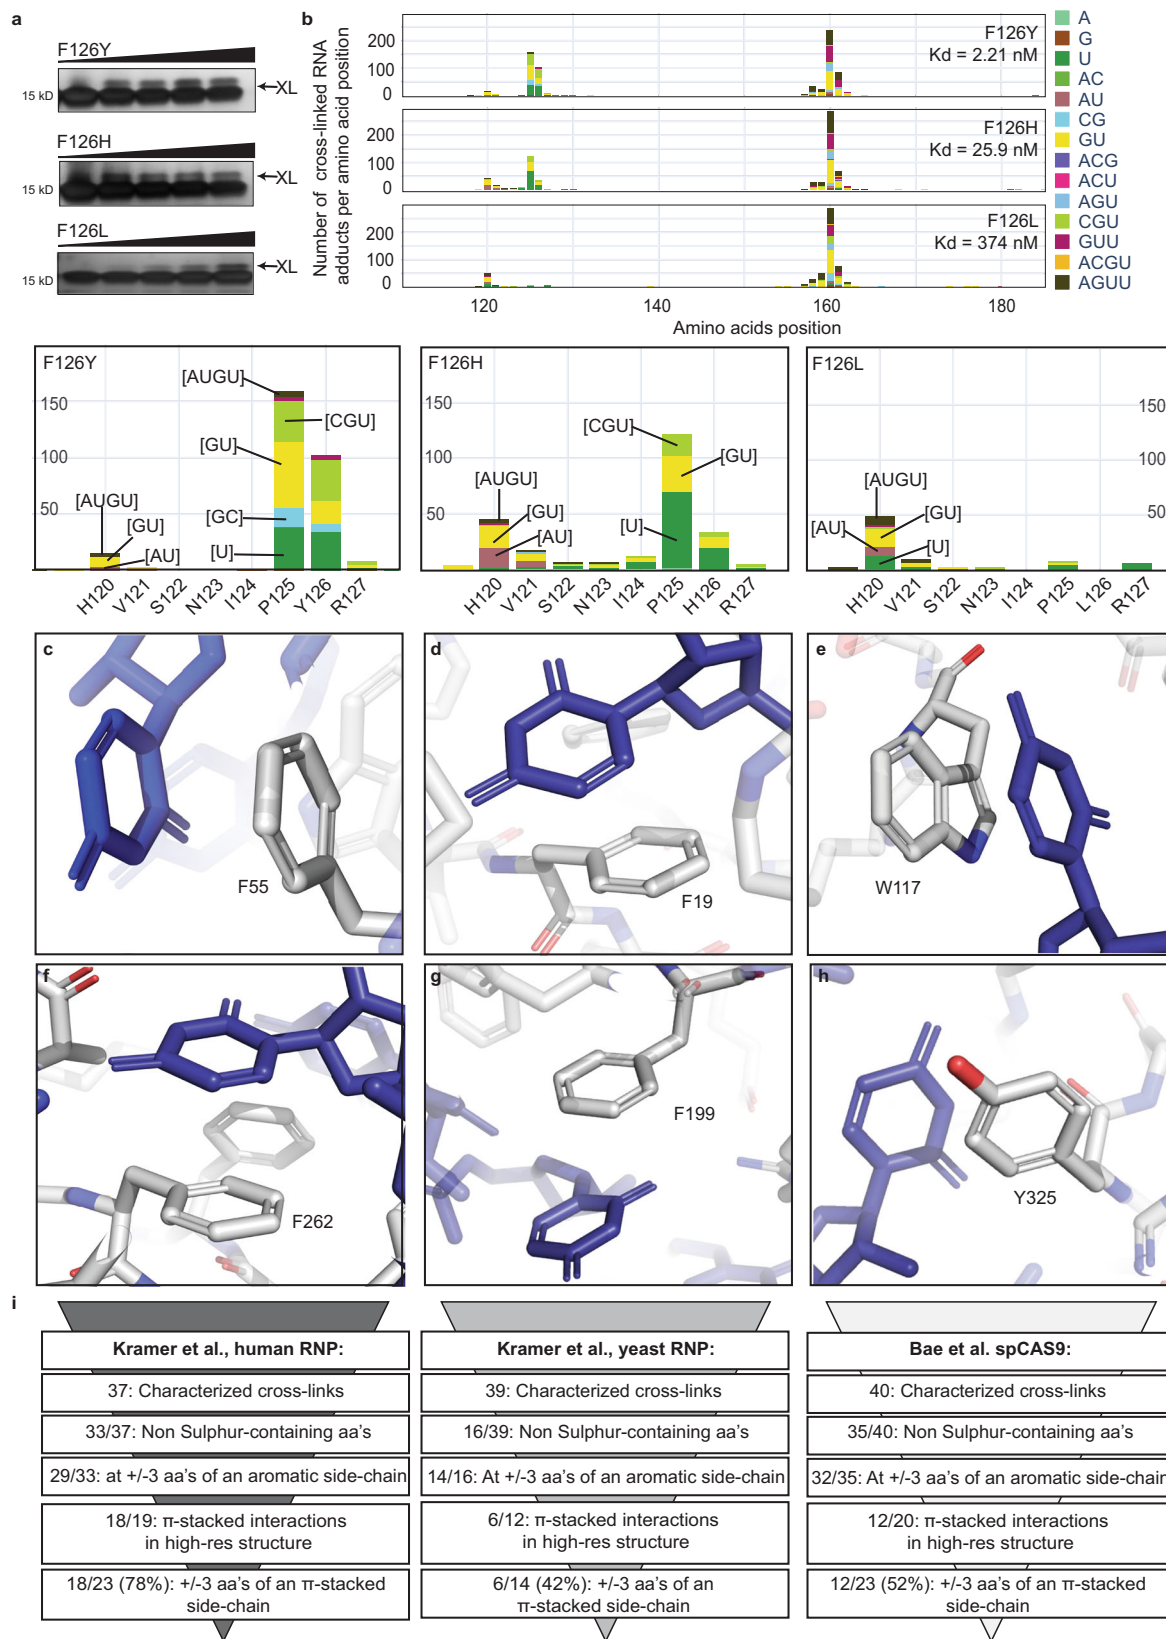 a
F126Y
15 kD
XL
F126H
15 kD
XL
F126L
15 kD
XL
b
Number of cross-linked RNA
adducts per amino acid position
200
100
0
F126Y
Kd = 2.21 nM
200
100
0
F126H
Kd = 25.9 nM
200
100
0
F126L
Kd = 374 nM
120
140
160
180
Amino acids position
A
G
U
AC
AU
CG
GU
ACG
ACU
AGU
CGU
GUU
ACGU
AGUU
F126Y
150
100
50
[AUGU]
[CGU]
[GU]
[AUGU]
[GU]
[GC]
[AU]
[U]
H120
V121
S122
N123
I124
P125
Y126
R127
F126H
150
100
50
[CGU]
[GU]
[AUGU]
[GU]
[AU]
[U]
H120
V121
S122
N123
I124
P125
H126
R127
F126L
150
100
50
[AUGU]
[GU]
[AU]
[U]
H120
V121
S122
N123
I124
P125
L126
R127
c
F55
d
F19
e
W117
f
F262
g
F199
h
Y325
i
Kramer et al., human RNP:
37: Characterized cross-links
33/37: Non Sulphur-containing aa's
29/33: at +/-3 aa's of an aromatic side-chain
18/19: π-stacked interactions
in high-res structure
18/23 (78%): +/-3 aa's of an π-stacked
side-chain
Kramer et al., yeast RNP:
39: Characterized cross-links
16/39: Non Sulphur-containing aa's
14/16: At +/-3 aa's of an aromatic side-chain
6/12: π-stacked interactions
in high-res structure
6/14 (42%): +/-3 aa's of an
π-stacked side-chain
Bae et al. spCAS9:
40: Characterized cross-links
35/40: Non Sulphur-containing aa's
32/35: At +/-3 aa's of an aromatic side-chain
12/20: π-stacked interactions
in high-res structure
12/23 (52%): +/-3 aa's of an π-stacked
side-chain